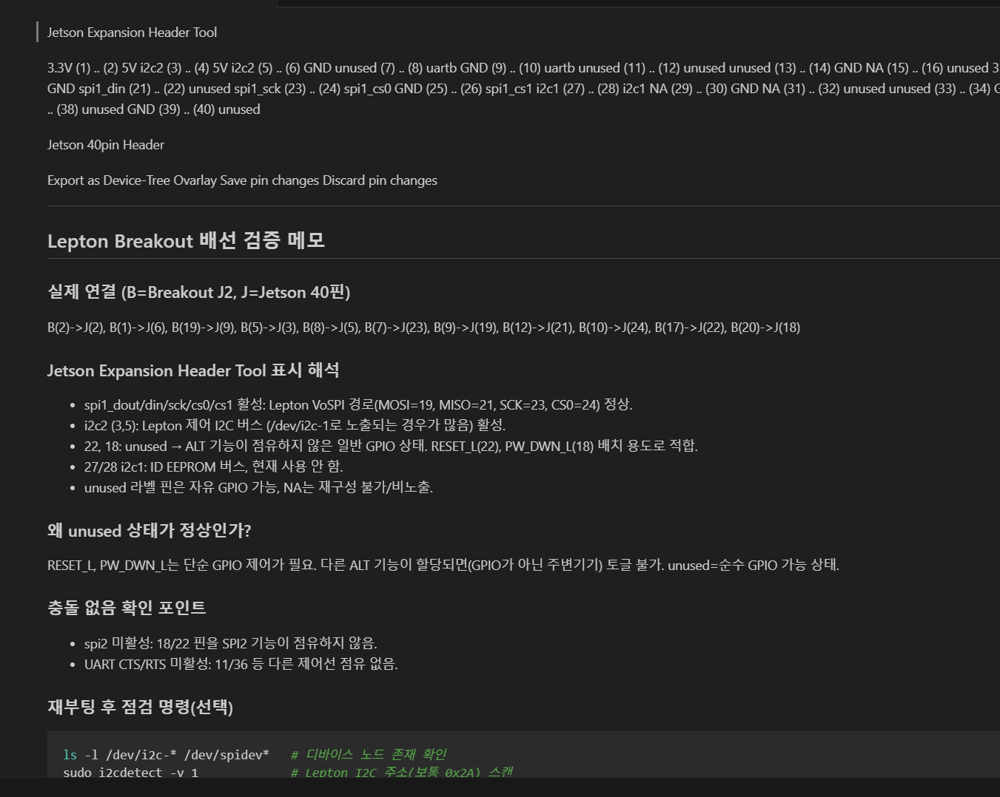 Jetson Expansion Header Tool
3.3V (1) .. (2) 5V i2c2 (3) .. (4) 5V i2c2 (5) .. (6) GND unused (7) .. (8) uartb GND (9) .. (10) uartb unused (11) .. (12) unused unused (13) .. (14) GND NA (15) .. (16) unused 3
GND spi1_din (21) .. (22) unused spi1_sck (23) .. (24) spi1_cs0 GND (25) .. (26) spi1_cs1 i2c1 (27) .. (28) i2c1 NA (29) .. (30) GND NA (31) .. (32) unused unused (33) .. (34) G
.. (38) unused GND (39) .. (40) unused
Jetson 40pin Header
Export as Device-Tree Ovarlay Save pin changes Discard pin changes
Lepton Breakout 배선 검증 메모
실제 연결 (B=Breakout J2, J=Jetson 40핀)
B(2)->J(2), B(1)->J(6), B(19)->J(9), B(5)->J(3), B(8)->J(5), B(7)->J(23), B(9)->J(19), B(12)->J(21), B(10)->J(24), B(17)->J(22), B(20)->J(18)
Jetson Expansion Header Tool 표시 해석
• spi1_dout/din/sck/cs0/cs1 활성: Lepton VoSPI 경로(MOSI=19, MISO=21, SCK=23, CS0=24) 정상.
• i2c2 (3,5): Lepton 제어 I2C 버스 (/dev/i2c-1로 노출되는 경우가 많음) 활성.
• 22, 18: unused → ALT 기능이 점유하지 않은 일반 GPIO 상태. RESET_L(22), PW_DWN_L(18) 배치 용도로 적합.
• 27/28 i2c1: ID EEPROM 버스, 현재 사용 안 함.
• unused 라벨 핀은 자유 GPIO 가능, NA는 재구성 불가/비노출.
왜 unused 상태가 정상인가?
RESET_L, PW_DWN_L는 단순 GPIO 제어가 필요. 다른 ALT 기능이 할당되면(GPIO가 아닌 주변기기) 토글 불가. unused=순수 GPIO 가능 상태.
충돌 없음 확인 포인트
• spi2 미활성: 18/22 핀을 SPI2 기능이 점유하지 않음.
• UART CTS/RTS 미활성: 11/36 등 다른 제어선 점유 없음.
재부팅 후 점검 명령(선택)
ls -l /dev/i2c-* /dev/spidev* # 디바이스 노드 존재 확인
sudo i2cdetect -y 1 # Lepton I2C 주소(보통 0x2A) 스캔